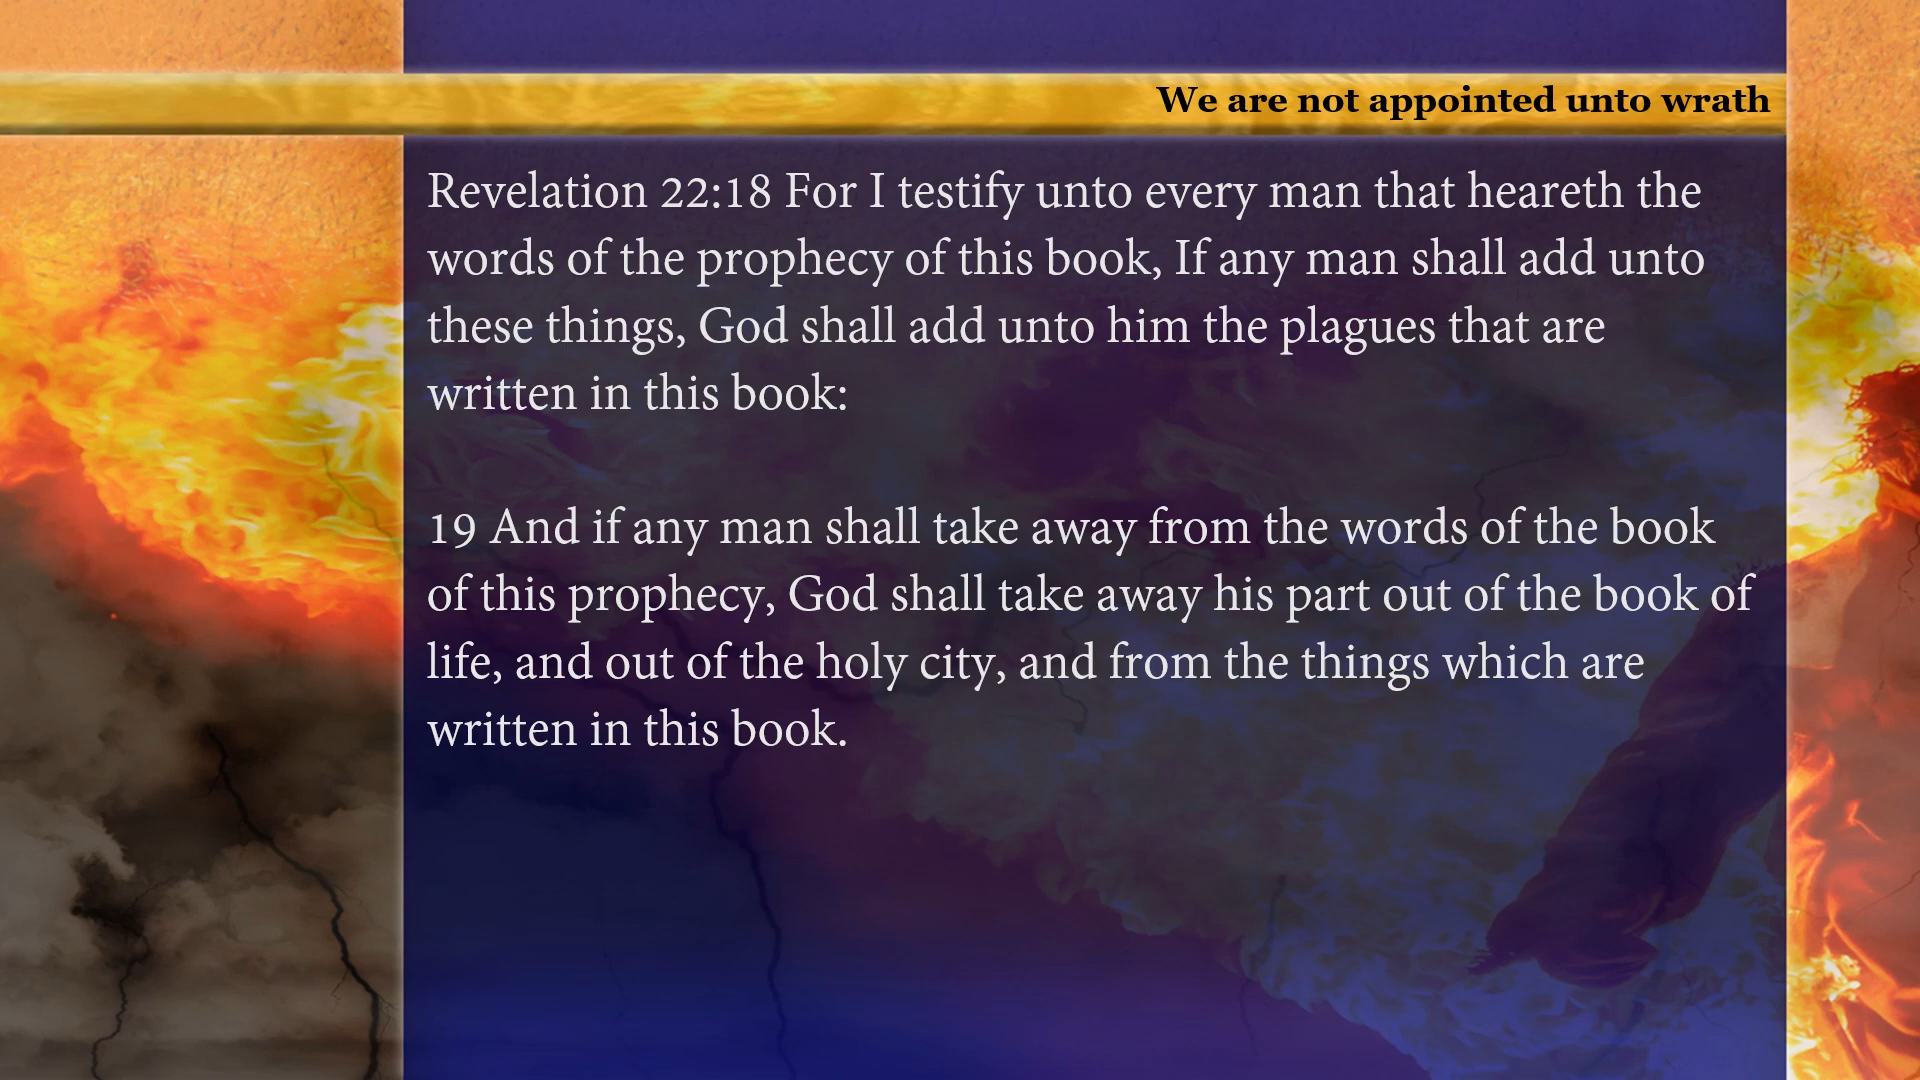 We are not appointed unto wrath
Revelation 22:18 For I testify unto every man that heareth the
words of the prophecy of this book, If any man shall add unto
these things, God shall add unto him the plagues that are
written in this book:
19 And if any man shall take away from the words of the book
of this prophecy, God shall take away his part out of the book of
life, and out of the holy city, and from the things which are
written in this book.